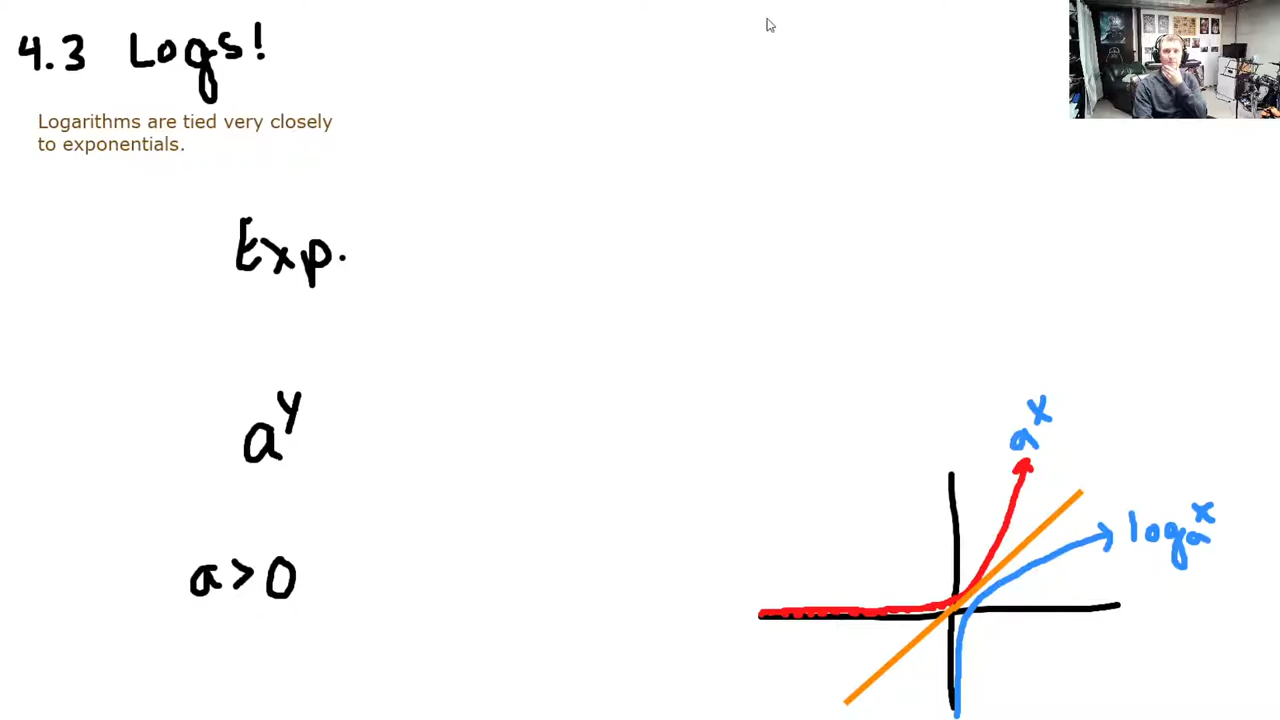 4.3 Logs!
Logarithms are tied very closely
to exponentials.
Exp.
a^y
a > 0
a^x
log_a x